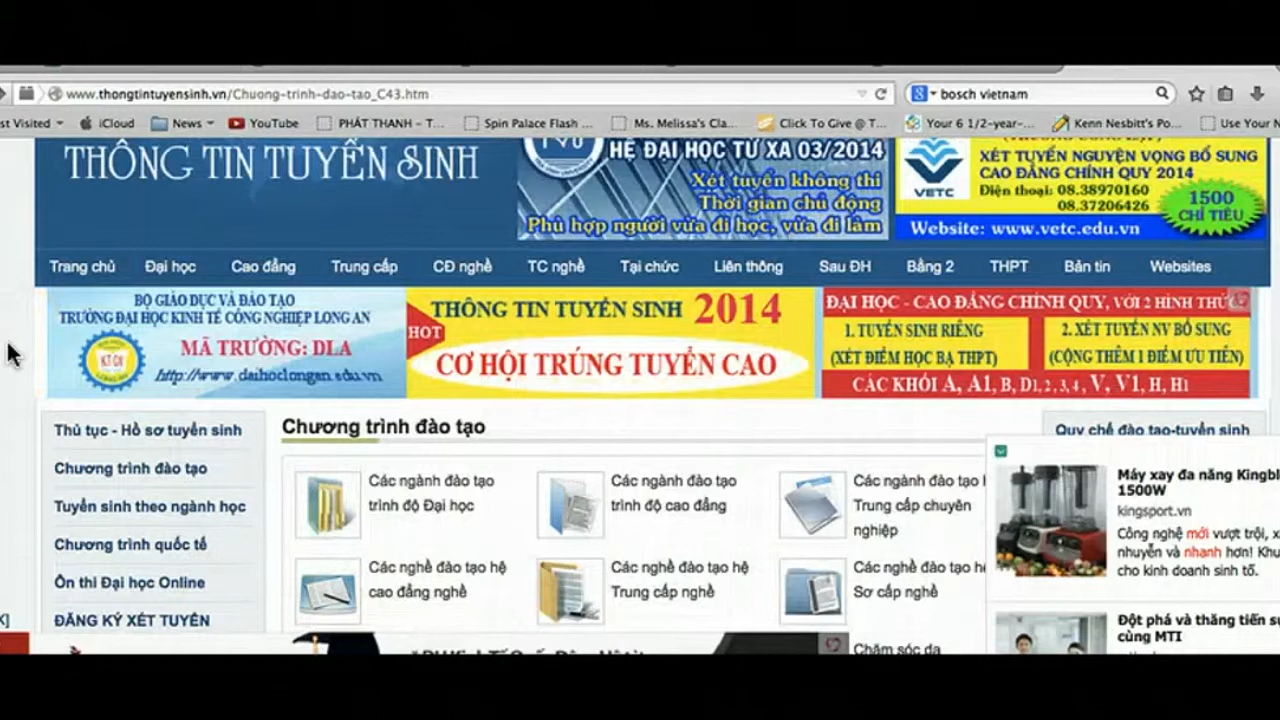 www.thongtintuyensinh.vn/Chuong-trinh-dao-tao_C43.htm
bosch vietnam
st Visited
iCloud
News
YouTube
PHÁT THANH – T...
Spin Palace Flash ...
Ms. Melissa's Cla...
Click To Give @ T...
Your 6 1/2-year-...
Kenn Nesbitt's Po...
Use Your N
THÔNG TIN TUYỂN SINH
HỆ ĐẠI HỌC TỪ XA 03/2014
Xét tuyển không thi
Thời gian chủ động
Phù hợp người vừa đi học, vừa đi làm
VETC
XÉT TUYỂN NGUYỆN VỌNG BỔ SUNG
CAO ĐẲNG CHÍNH QUY 2014
Điện thoại: 08.38970160
08.37206426
1500
CHỈ TIÊU
Website: www.vetc.edu.vn
Trang chủ
Đại học
Cao đẳng
Trung cấp
CĐ nghề
TC nghề
Tại chức
Liên thông
Sau ĐH
Bằng 2
THPT
Bản tin
Websites
BỘ GIÁO DỤC VÀ ĐÀO TẠO
TRƯỜNG ĐẠI HỌC KINH TẾ CÔNG NGHIỆP LONG AN
MÃ TRƯỜNG: DLA
http://www.daihoclongan.edu.vn
HOT
THÔNG TIN TUYỂN SINH 2014
CƠ HỘI TRÚNG TUYỂN CAO
ĐẠI HỌC - CAO ĐẲNG CHÍNH QUY, VỚI 2 HÌNH THỨC
1. TUYỂN SINH RIÊNG
(XÉT ĐIỂM HỌC BẠ THPT)
2. XÉT TUYỂN NV BỔ SUNG
(CỘNG THÊM 1 ĐIỂM ƯU TIÊN)
CÁC KHỐI A, A1, B, D1,2,3,4, V, V1, H, H1
Thủ tục - Hồ sơ tuyển sinh
Chương trình đào tạo
Tuyển sinh theo ngành học
Chương trình quốc tế
Ôn thi Đại học Online
ĐĂNG KÝ XÉT TUYỂN
Chương trình đào tạo
Các ngành đào tạo
trình độ Đại học
Các ngành đào tạo
trình độ cao đẳng
Các ngành đào tạo
Trung cấp chuyên
nghiệp
Các nghề đào tạo hệ
cao đẳng nghề
Các nghề đào tạo hệ
Trung cấp nghề
Các nghề đào tạo hệ
Sơ cấp nghề
Chăm sóc da
Quy chế đào tạo-tuyển sinh
Máy xay đa năng Kingbl
1500W
kingsport.vn
Công nghệ mới vượt trội, x
nhuyễn và nhanh hơn! Khu
cho kinh doanh sinh tố.
Đột phá và thăng tiến sụ
cùng MTI